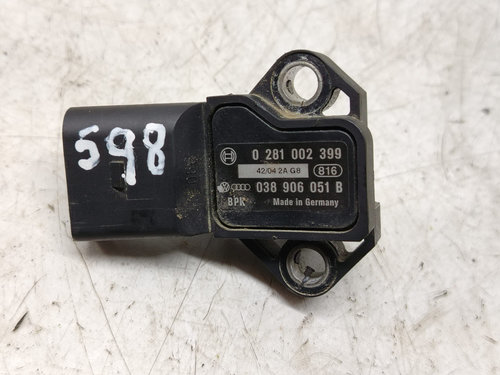 598
0 281 002 399
42/04 2A G8 816
038 906 051 B
BPK Made in Germany